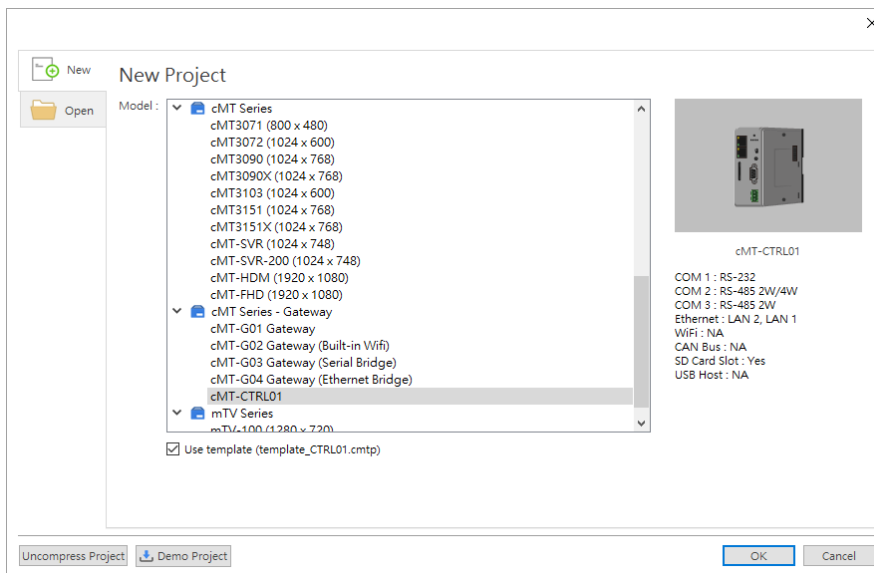 New
Open
New Project
Model :
cMT Series
cMT3071 (800 x 480)
cMT3072 (1024 x 600)
cMT3090 (1024 x 768)
cMT3090X (1024 x 768)
cMT3103 (1024 x 600)
cMT3151 (1024 x 768)
cMT3151X (1024 x 768)
cMT-SVR (1024 x 748)
cMT-SVR-200 (1024 x 748)
cMT-HDM (1920 x 1080)
cMT-FHD (1920 x 1080)
cMT Series - Gateway
cMT-G01 Gateway
cMT-G02 Gateway (Built-in Wifi)
cMT-G03 Gateway (Serial Bridge)
cMT-G04 Gateway (Ethernet Bridge)
cMT-CTRL01
mTV Series
mTV-100 (1280 x 720)
Use template (template_CTRL01.cmtp)
cMT-CTRL01
COM 1 : RS-232
COM 2 : RS-485 2W/4W
COM 3 : RS-485 2W
Ethernet : LAN 2, LAN 1
WiFi : NA
CAN Bus : NA
SD Card Slot : Yes
USB Host : NA
Uncompress Project
Demo Project
OK
Cancel